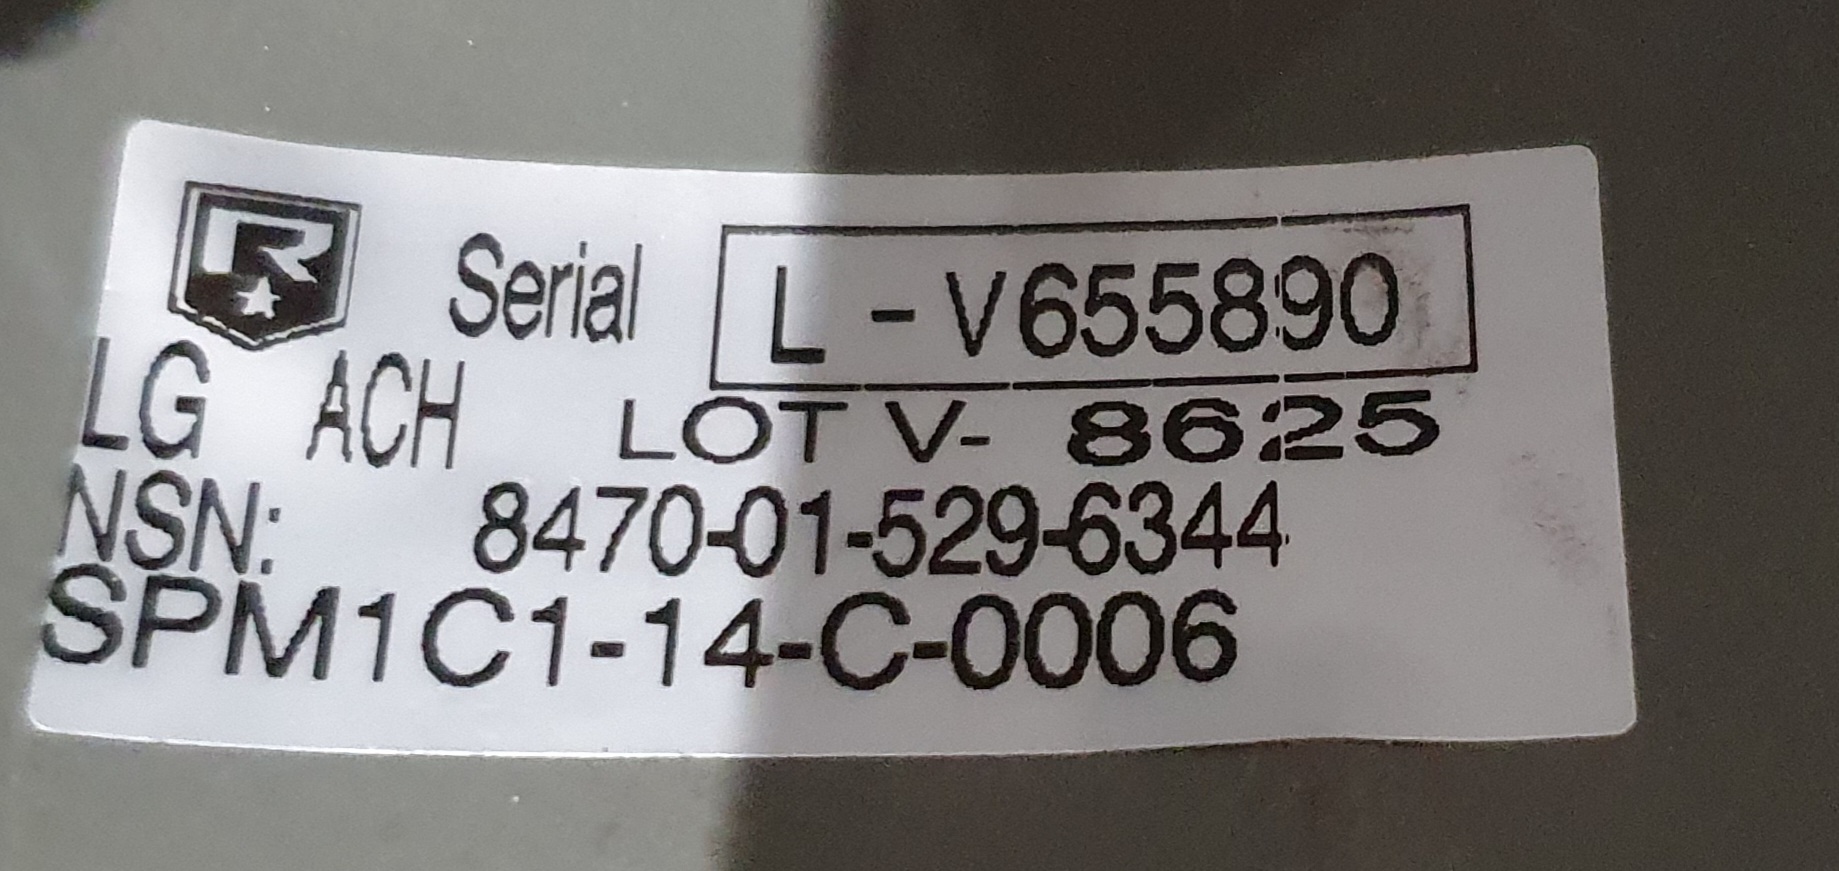 R
Serial L - V655890
LG ACH LOT V- 8625
NSN: 8470-01-529-6344
SPM1C1-14-C-0006